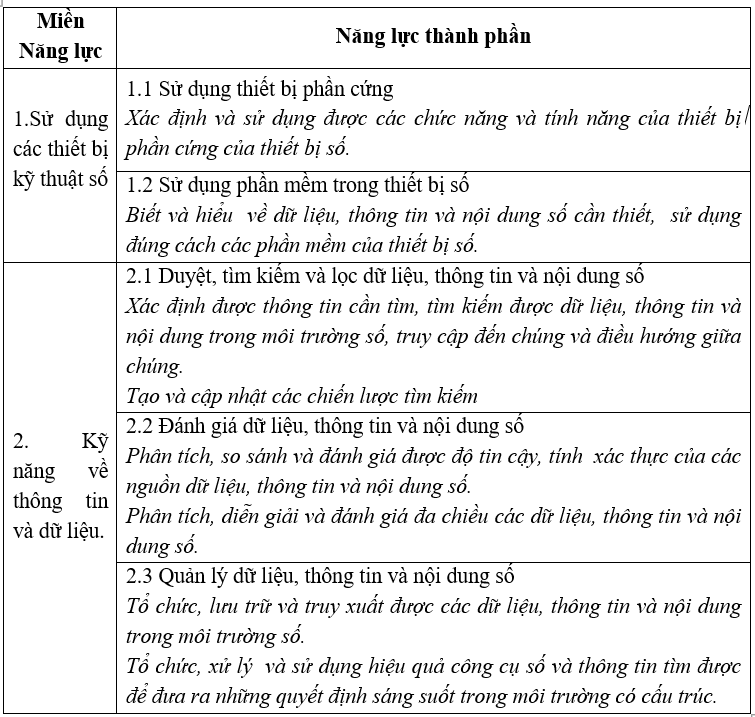 Miền
Năng lực
Năng lực thành phần
1.Sử dụng
các thiết bị
kỹ thuật số
1.1 Sử dụng thiết bị phần cứng
Xác định và sử dụng được các chức năng và tính năng của thiết bị
phần cứng của thiết bị số.
1.2 Sử dụng phần mềm trong thiết bị số
Biết và hiểu về dữ liệu, thông tin và nội dung số cần thiết, sử dụng
đúng cách các phần mềm của thiết bị số.
2. Kỹ
năng về
thông tin
và dữ liệu.
2.1 Duyệt, tìm kiếm và lọc dữ liệu, thông tin và nội dung số
Xác định được thông tin cần tìm, tìm kiếm được dữ liệu, thông tin và
nội dung trong môi trường số, truy cập đến chúng và điều hướng giữa
chúng.
Tạo và cập nhật các chiến lược tìm kiếm
2.2 Đánh giá dữ liệu, thông tin và nội dung số
Phân tích, so sánh và đánh giá được độ tin cậy, tính xác thực của các
nguồn dữ liệu, thông tin và nội dung số.
Phân tích, diễn giải và đánh giá đa chiều các dữ liệu, thông tin và nội
dung số.
2.3 Quản lý dữ liệu, thông tin và nội dung số
Tổ chức, lưu trữ và truy xuất được các dữ liệu, thông tin và nội dung
trong môi trường số.
Tổ chức, xử lý và sử dụng hiệu quả công cụ số và thông tin tìm được
để đưa ra những quyết định sáng suốt trong môi trường có cấu trúc.